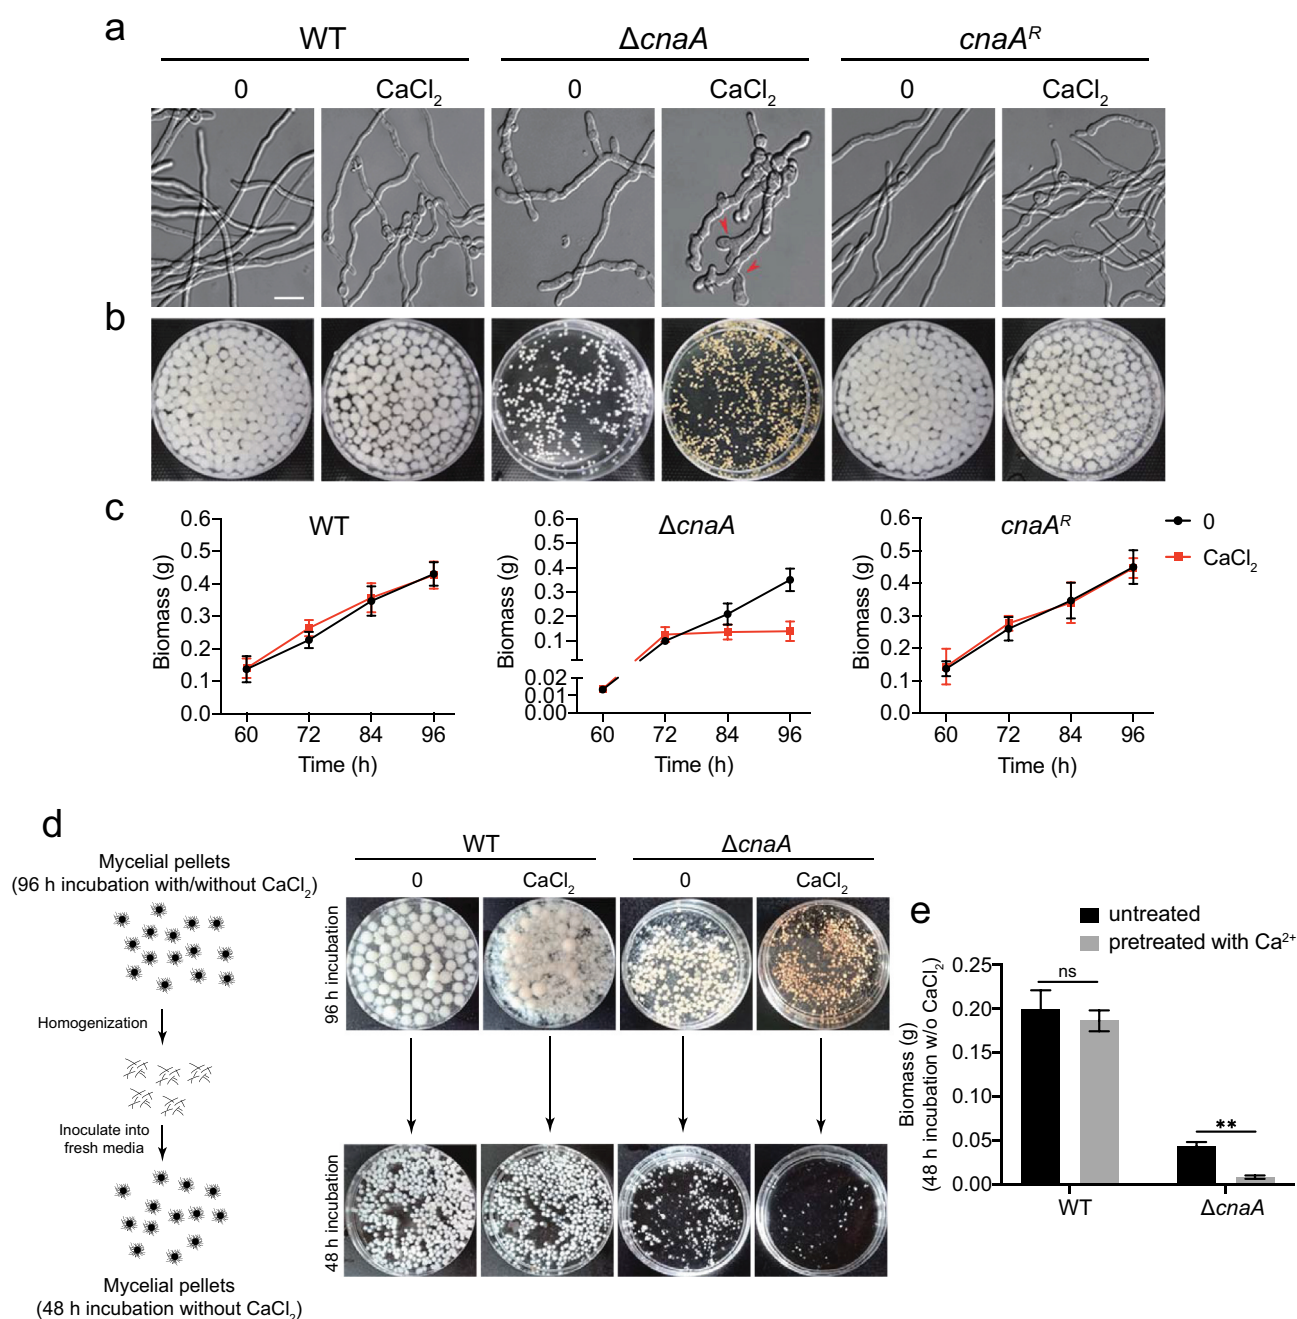 a
WT
ΔcnaA
cnaAᴿ
0
CaCl₂
0
CaCl₂
0
CaCl₂
b
c
WT
Biomass (g)
0.6
0.5
0.4
0.3
0.2
0.1
0.0
60
72
84
96
Time (h)
ΔcnaA
Biomass (g)
0.6
0.5
0.4
0.3
0.2
0.1
0.02
0.01
0.00
60
72
84
96
Time (h)
cnaAᴿ
Biomass (g)
0.6
0.5
0.4
0.3
0.2
0.1
0.0
60
72
84
96
Time (h)
0
CaCl₂
d
Mycelial pellets
(96 h incubation with/without CaCl₂)
Homogenization
Inoculate into
fresh media
Mycelial pellets
(48 h incubation without CaCl₂)
WT
ΔcnaA
0
CaCl₂
0
CaCl₂
96 h incubation
48 h incubation
e
untreated
pretreated with Ca²⁺
Biomass (g)
(48 h incubation w/o CaCl₂)
0.25
0.20
0.15
0.10
0.05
0.00
ns
**
WT
ΔcnaA